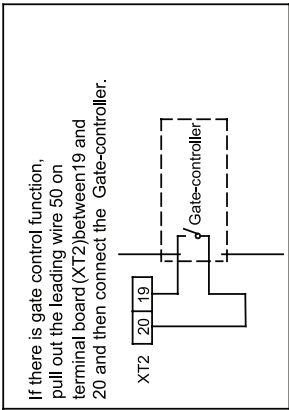 If there is gate control function,
pull out the leading wire 50 on
terminal board(XT2)between19 and
20 and then connect the Gate-controller.
XT2
20 19
Gate-controller